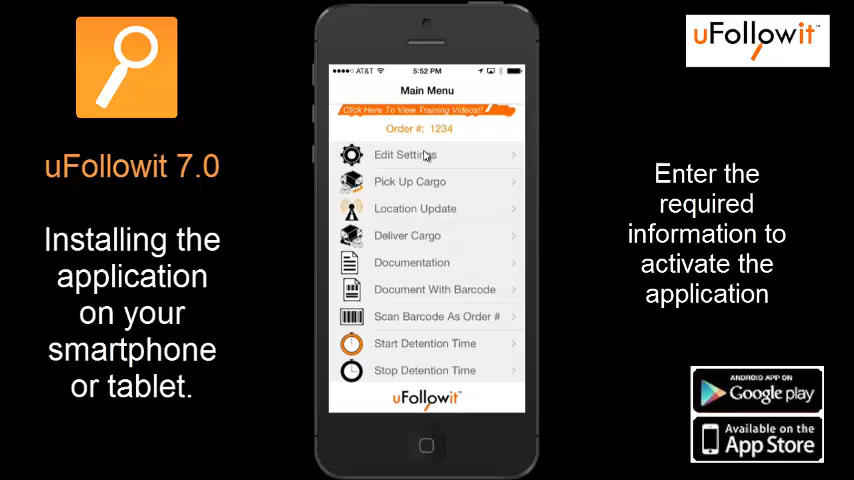 uFollowit 7.0
Installing the
application
on your
smartphone
or tablet.
AT&T
5:52 PM
Main Menu
Click Here To View Training Videos!!
Order #: 1234
Edit Settings
Pick Up Cargo
Location Update
Deliver Cargo
Documentation
Document With Barcode
Scan Barcode As Order #
Start Detention Time
Stop Detention Time
uFollowit™
uFollowit™
Enter the
required
information to
activate the
application
ANDROID APP ON
Google play
Available on the
App Store